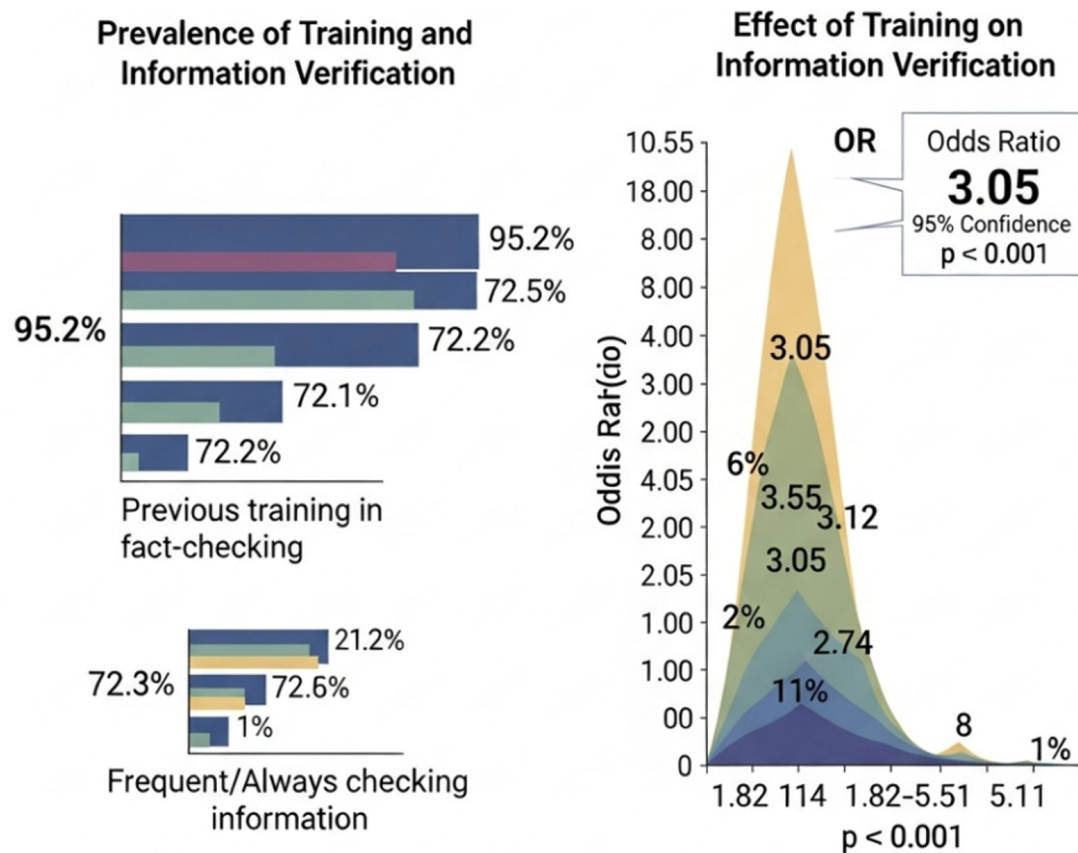 Prevalence of Training and
Information Verification
95.2%
95.2%
72.5%
72.2%
72.1%
72.2%
Previous training in
fact-checking
72.3%
21.2%
72.6%
1%
Frequent/Always checking
information
Effect of Training on
Information Verification
OR
Odds Ratio
3.05
95% Confidence
p < 0.001
10.55
18.00
8.00
8.00
4.00
3.00
2.00
4.05
2.00
2.05
1.00
1.00
00
0
3.05
6%
3.55
3.12
3.05
2%
2.74
11%
8
1%
1.82 114 1.82–5.51 5.11
p < 0.001